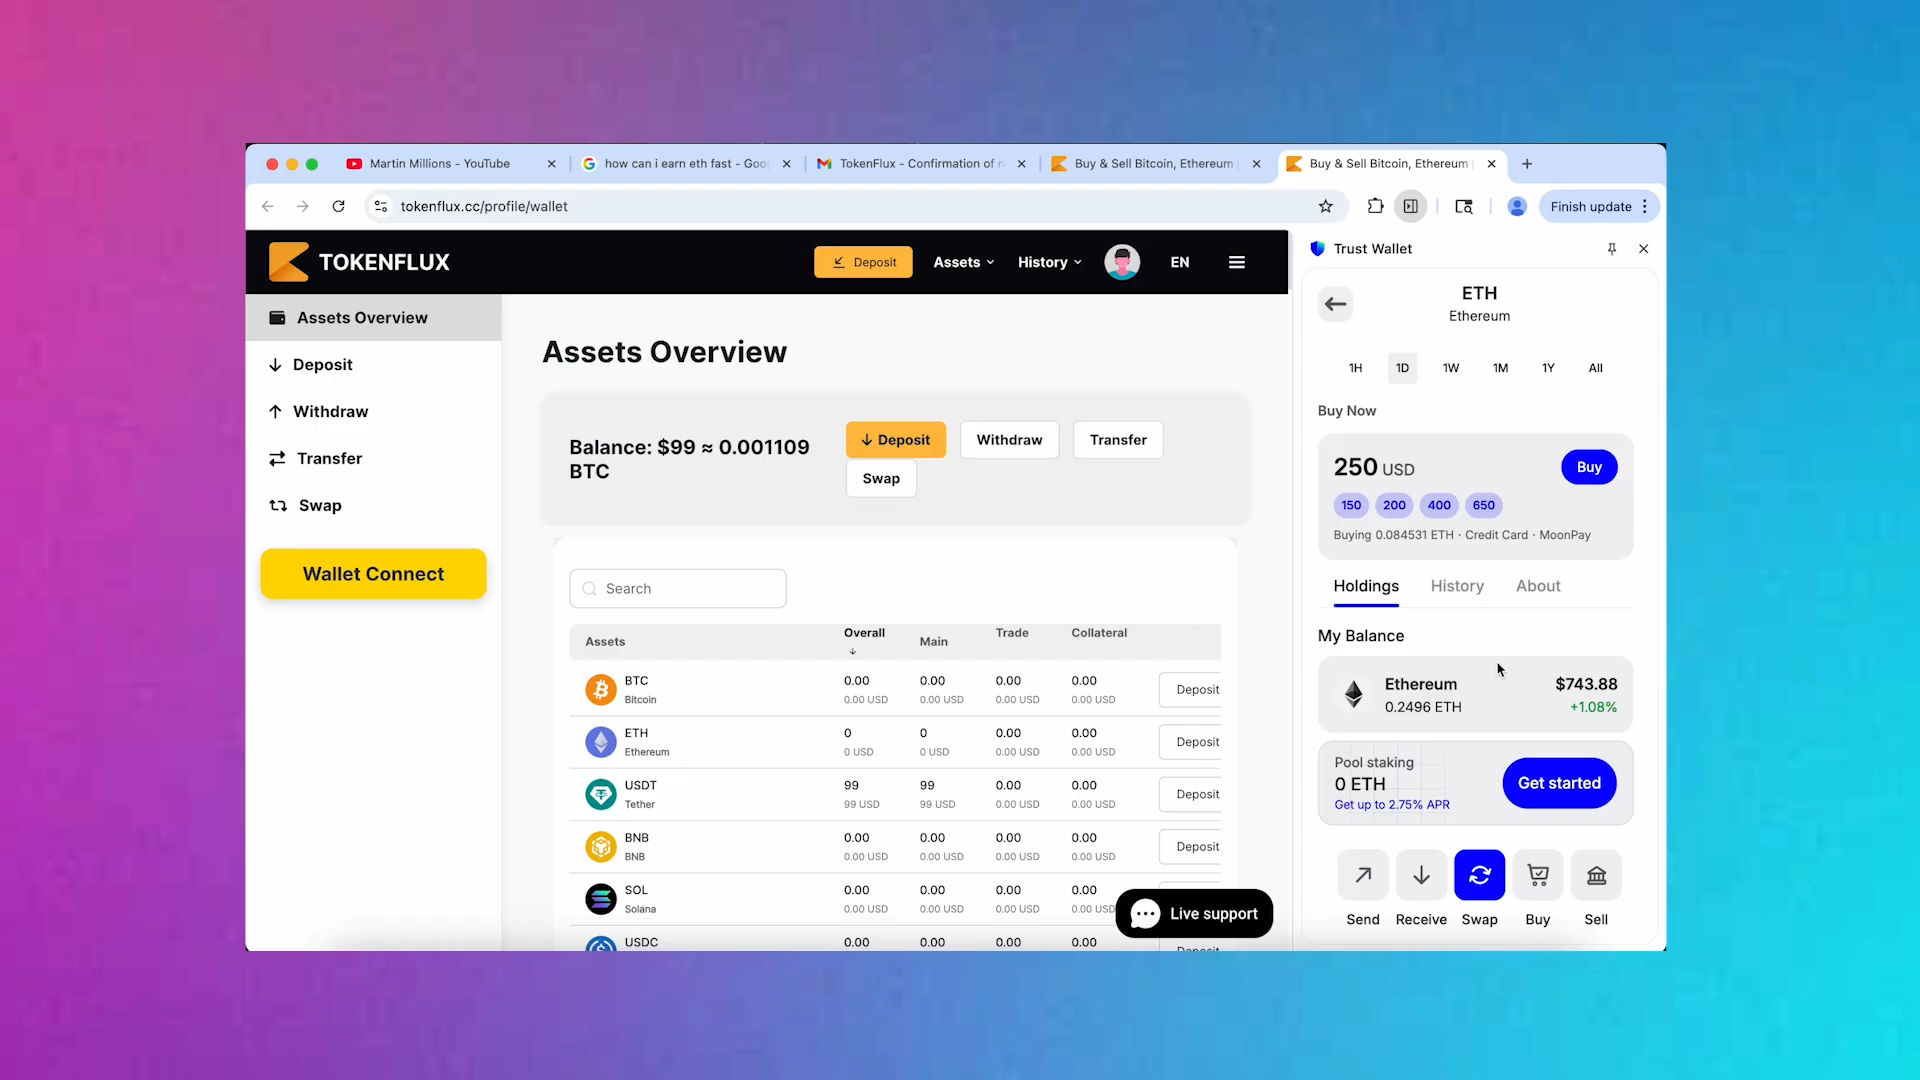 Martin Millions - YouTube
how can i earn eth fast - Goo
TokenFlux - Confirmation of r
Buy & Sell Bitcoin, Ethereum
Buy & Sell Bitcoin, Ethereum
tokenflux.cc/profile/wallet
Finish update
TOKENFLUX
Deposit
Assets
History
EN
Assets Overview
Deposit
Withdraw
Transfer
Swap
Wallet Connect
Assets Overview
Balance: $99 ≈ 0.001109
BTC
Deposit
Withdraw
Transfer
Swap
Search
Assets Overall Main Trade Collateral
BTC 0.00 0.00 0.00 0.00
Bitcoin 0.00 USD 0.00 USD 0.00 USD 0.00 USD
Deposit
ETH 0 0 0.00 0.00
Ethereum 0 USD 0 USD 0.00 USD 0.00 USD
Deposit
USDT 99 99 0.00 0.00
Tether 99 USD 99 USD 0.00 USD 0.00 USD
Deposit
BNB 0.00 0.00 0.00 0.00
BNB 0.00 USD 0.00 USD 0.00 USD 0.00 USD
Deposit
SOL 0.00 0.00 0.00 0.00
Solana 0.00 USD 0.00 USD 0.00 USD 0.00 USD
USDC 0.00 0.00 0.00 0.00
Deposit
Live support
Trust Wallet
ETH
Ethereum
1H 1D 1W 1M 1Y All
Buy Now
250 USD
Buy
150 200 400 650
Buying 0.084531 ETH · Credit Card · MoonPay
Holdings History About
My Balance
Ethereum $743.88
0.2496 ETH +1.08%
Pool staking
0 ETH
Get up to 2.75% APR
Get started
Send Receive Swap Buy Sell